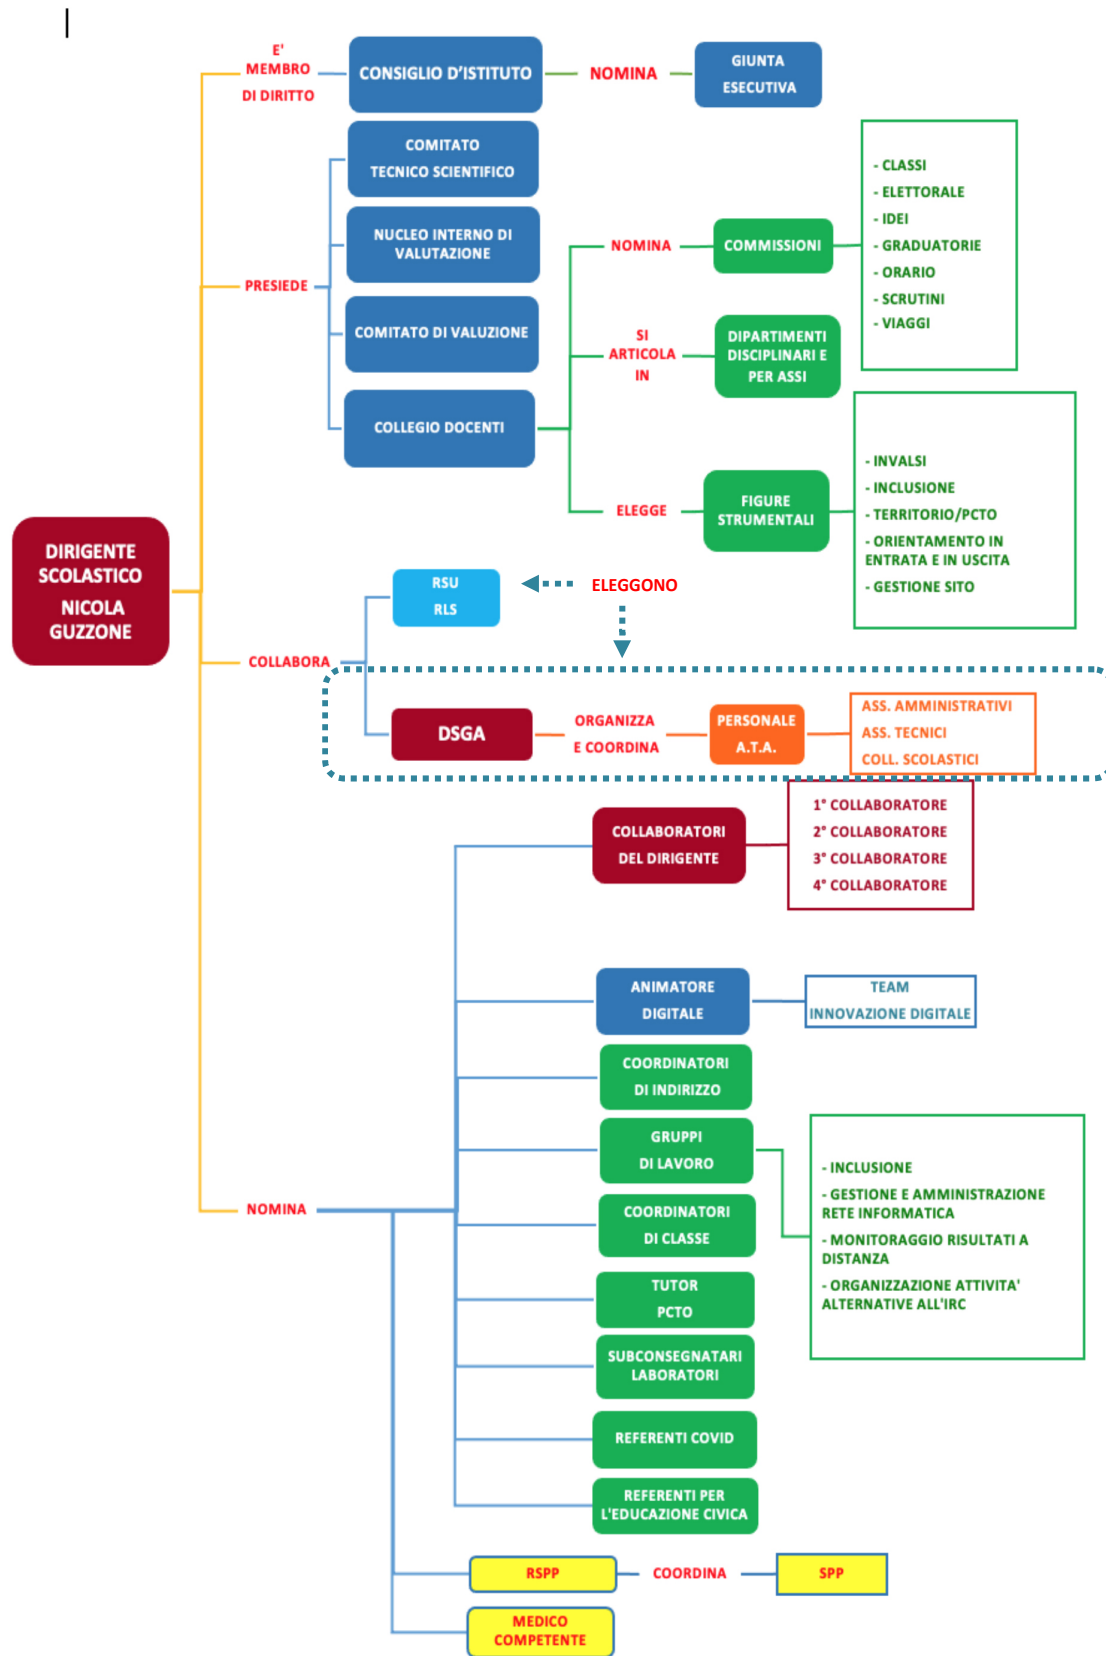 E'
MEMBRO
DI DIRITTO
CONSIGLIO D'ISTITUTO
NOMINA
GIUNTA
ESECUTIVA
PRESIEDE
COMITATO
TECNICO SCIENTIFICO
NUCLEO INTERNO DI
VALUTAZIONE
COMITATO DI VALUZIONE
COLLEGIO DOCENTI
NOMINA
COMMISSIONI
- CLASSI
- ELETTORALE
- IDEI
- GRADUATORIE
- ORARIO
- SCRUTINI
- VIAGGI
SI
ARTICOLA
IN
DIPARTIMENTI
DISCIPLINARI E
PER ASSI
ELEGGE
FIGURE
STRUMENTALI
- INVALSI
- INCLUSIONE
- TERRITORIO/PCTO
- ORIENTAMENTO IN
ENTRATA E IN USCITA
- GESTIONE SITO
DIRIGENTE
SCOLASTICO
NICOLA
GUZZONE
COLLABORA
RSU
RLS
ELEGGONO
DSGA
ORGANIZZA
E COORDINA
PERSONALE
A.T.A.
ASS. AMMINISTRATIVI
ASS. TECNICI
COLL. SCOLASTICI
NOMINA
COLLABORATORI
DEL DIRIGENTE
1° COLLABORATORE
2° COLLABORATORE
3° COLLABORATORE
4° COLLABORATORE
ANIMATORE
DIGITALE
TEAM
INNOVAZIONE DIGITALE
COORDINATORI
DI INDIRIZZO
GRUPPI
DI LAVORO
- INCLUSIONE
- GESTIONE E AMMINISTRAZIONE
RETE INFORMATICA
- MONITORAGGIO RISULTATI A
DISTANZA
- ORGANIZZAZIONE ATTIVITA'
ALTERNATIVE ALL'IRC
COORDINATORI
DI CLASSE
TUTOR
PCTO
SUBCONSEGNATARI
LABORATORI
REFERENTI COVID
REFERENTI PER
L'EDUCAZIONE CIVICA
RSPP
COORDINA
SPP
MEDICO
COMPETENTE